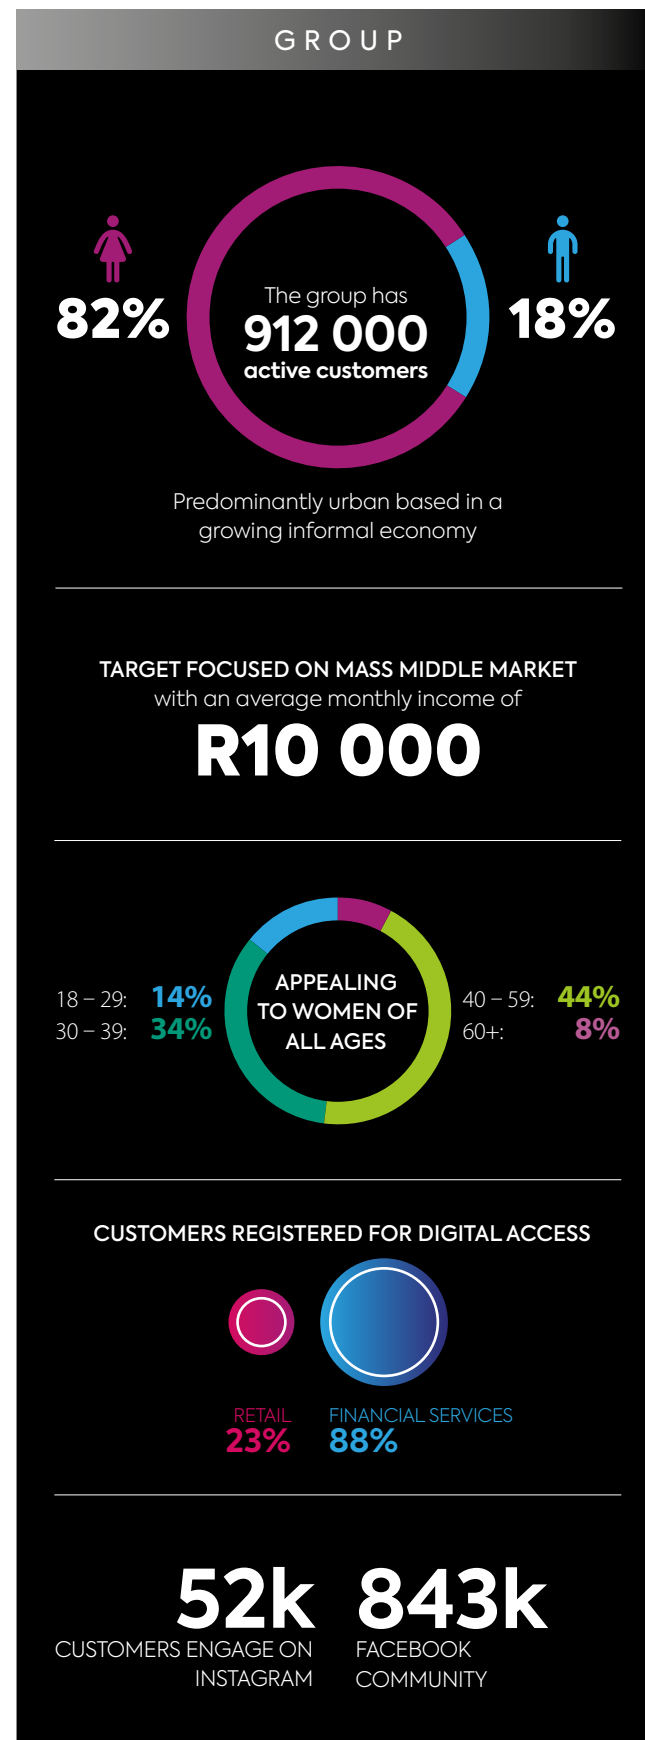 GROUP
82%
The group has
912 000
active customers
18%
Predominantly urban based in a
growing informal economy
TARGET FOCUSED ON MASS MIDDLE MARKET
with an average monthly income of
R10 000
18 – 29: 14%
30 – 39: 34%
APPEALING
TO WOMEN OF
ALL AGES
40 – 59: 44%
60+: 8%
CUSTOMERS REGISTERED FOR DIGITAL ACCESS
RETAIL
23%
FINANCIAL SERVICES
88%
52k
CUSTOMERS ENGAGE ON
INSTAGRAM
843k
FACEBOOK
COMMUNITY